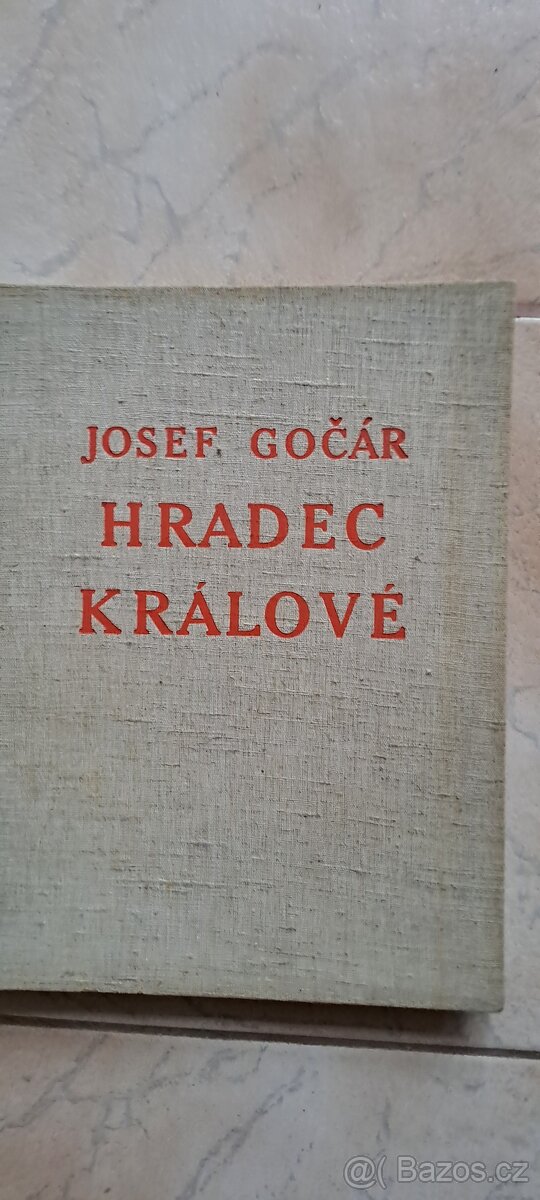 JOSEF GOČÁR
HRADEC
KRÁLOVÉ
@( Bazos.cz